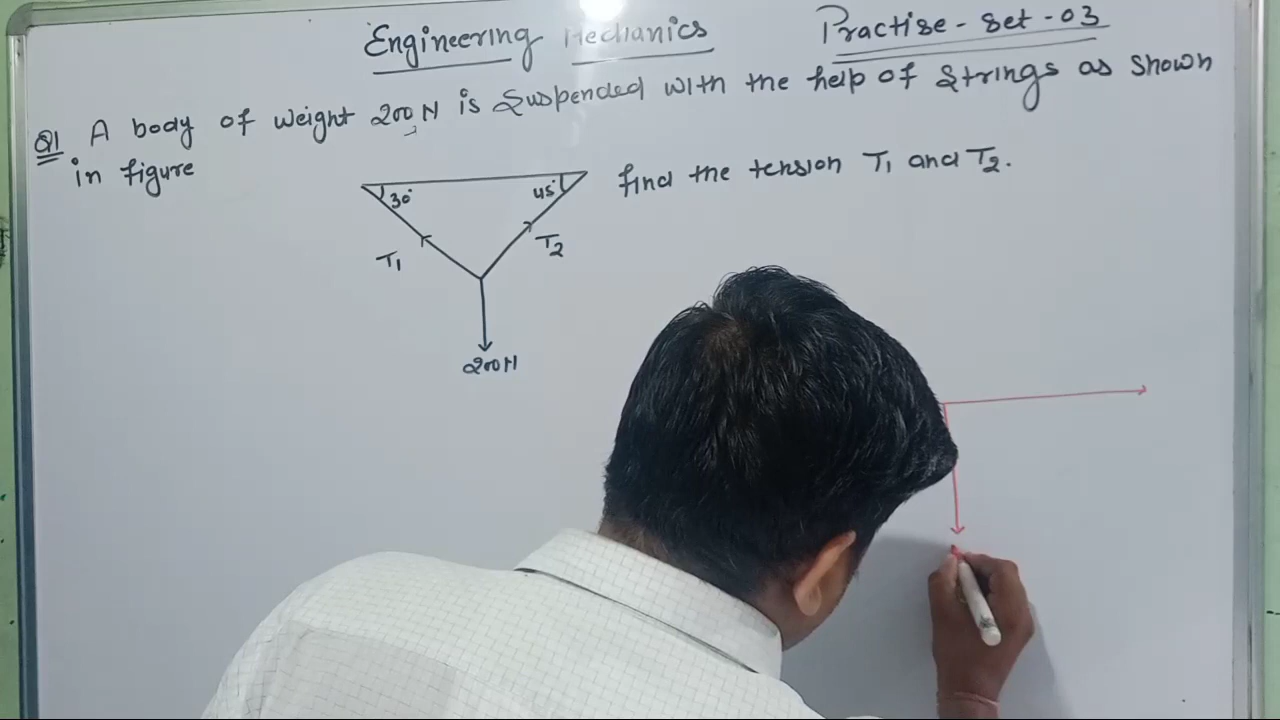 Engineering Mechanics
Practise-Set-03
Q1 A body of weight 200N is suspended with the help of strings as shown
in figure
find the tension T1 and T2.
30°
45°
T1
T2
200N